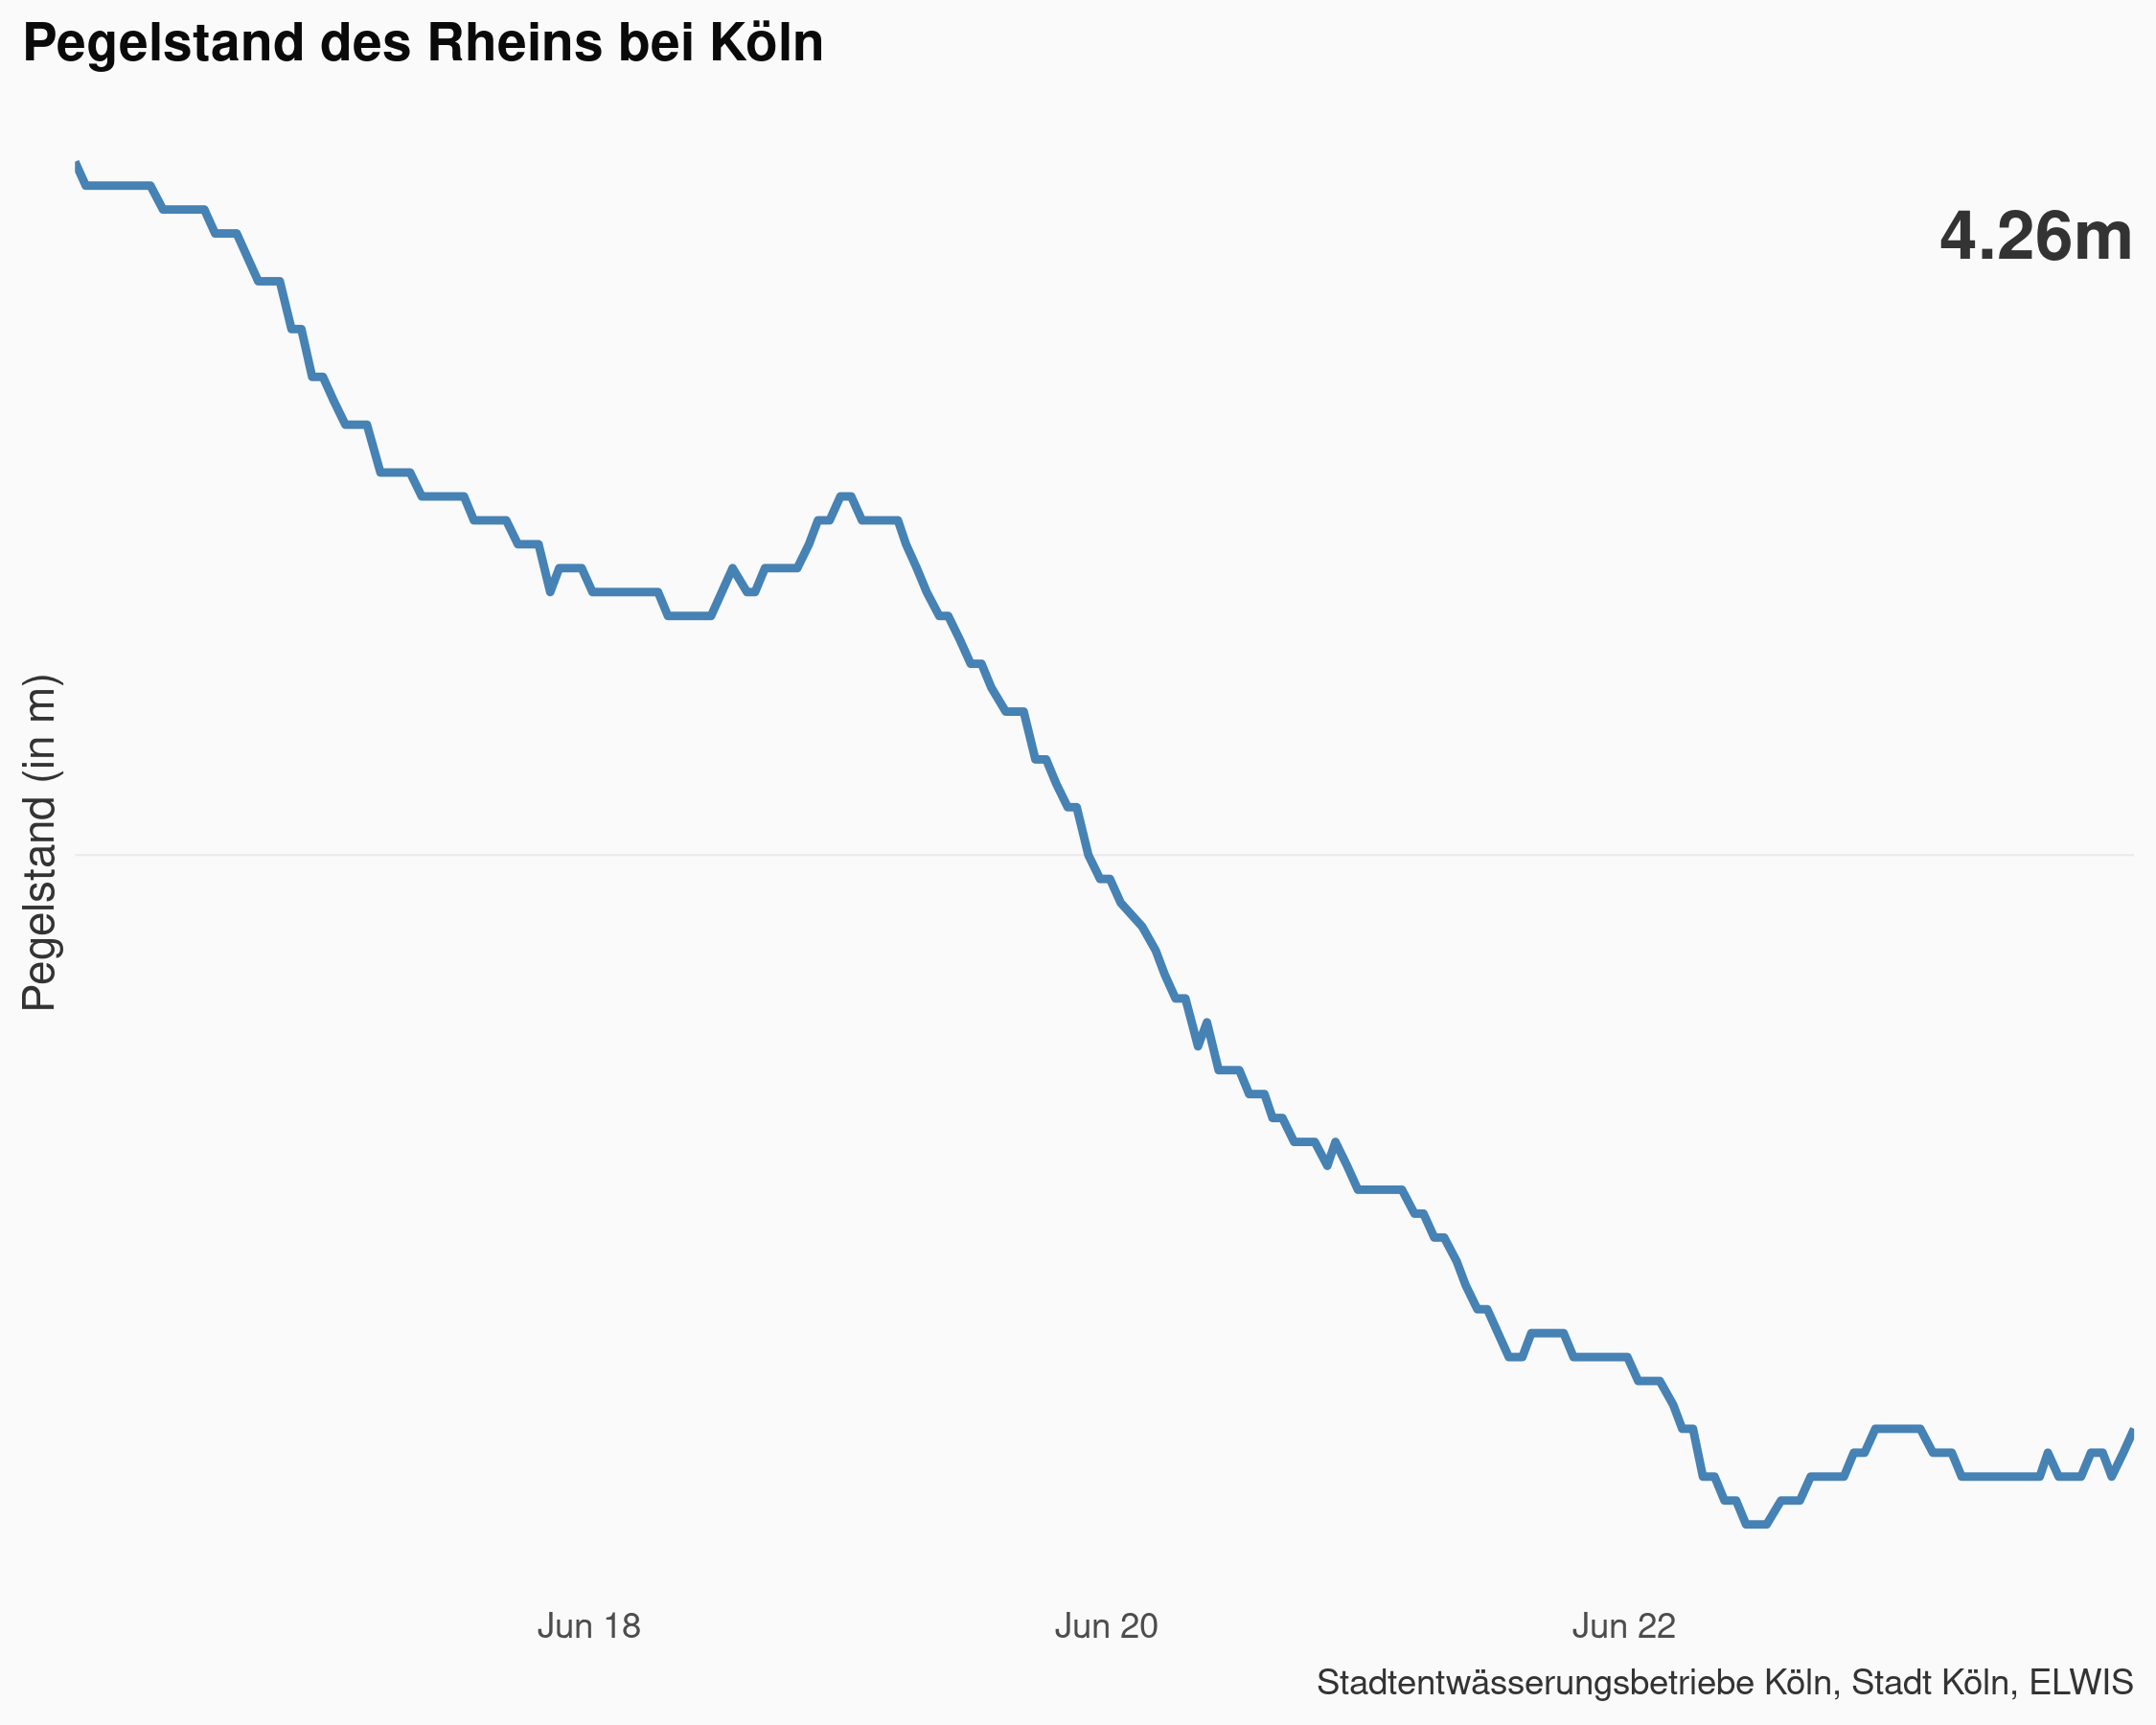 Pegelstand des Rheins bei Köln
4.26m
Pegelstand (in m)
Jun 18
Jun 20
Jun 22
Stadtentwässerungsbetriebe Köln, Stadt Köln, ELWIS